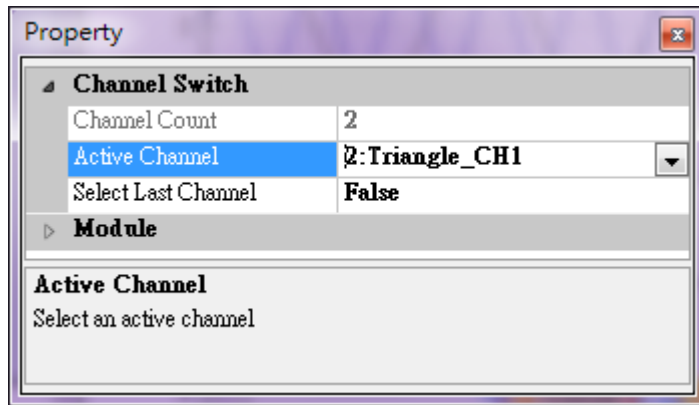 Property
Channel Switch
Channel Count 2
Active Channel 2:Triangle_CH1
Select Last Channel False
Module
Active Channel
Select an active channel